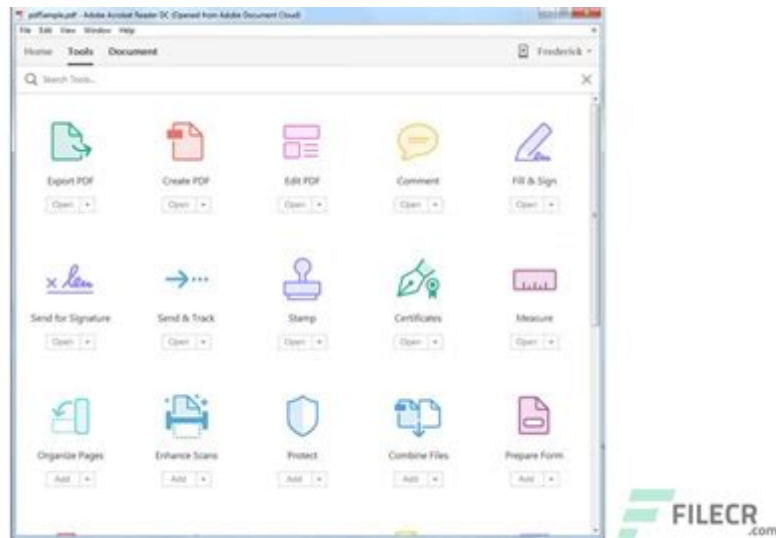 pdfSample.pdf - Adobe Acrobat Reader DC (Opened from Adobe Document Cloud)
File Edit View Window Help
Home Tools Document Frederick
Search Tools...
Export PDF Create PDF Edit PDF Comment Fill & Sign
Open Open Open Open Open
Send for Signature Send & Track Stamp Certificates Measure
Open Open Open Open Open
Organize Pages Enhance Scans Protect Combine Files Prepare Form
Add Add Add Add Add
FILECR
.com